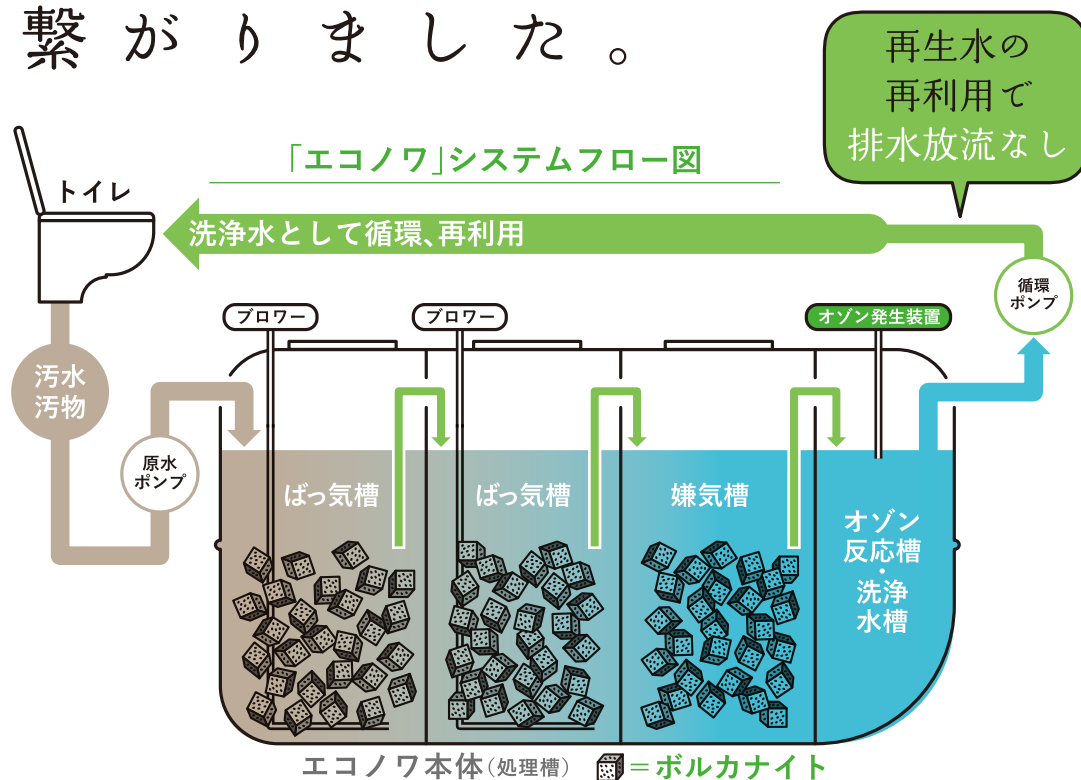 繋がりました。
再生水の
再利用で
排水放流なし
「エコノワ」システムフロー図
トイレ
洗浄水として循環、再利用
循環
ポンプ
ブロワー
ブロワー
オゾン発生装置
汚水
汚物
原水
ポンプ
ばっ気槽
ばっ気槽
嫌気槽
オゾン
反応槽
・
洗浄
水槽
エコノワ本体(処理槽)
=ボルカナイト